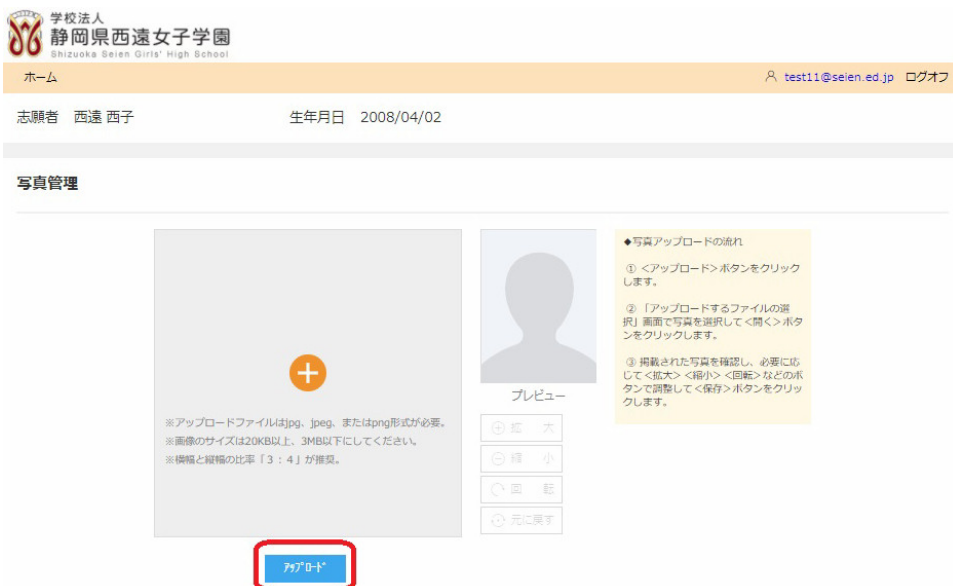 学校法人
静岡県西遠女子学園
Shizuoka Seien Girls' High School
ホーム
test11@seien.ed.jp ログオフ
志願者 西遠 西子 生年月日 2008/04/02
写真管理
※アップロードファイルはjpg、jpeg、またはpng形式が必要。
※画像のサイズは20KB以上、3MB以下にしてください。
※横幅と縦幅の比率「3：4」が推奨。
アップロード
プレビュー
拡 大
縮 小
回 転
元に戻す
◆写真アップロードの流れ
① <アップロード>ボタンをクリック
します。
② 「アップロードするファイルの選
択」画面で写真を選択して<開く>ボタ
ンをクリックします。
③ 掲載された写真を確認し、必要に応
じて<拡大><縮小><回転>などのボ
タンで調整して<保存>ボタンをクリッ
クします。